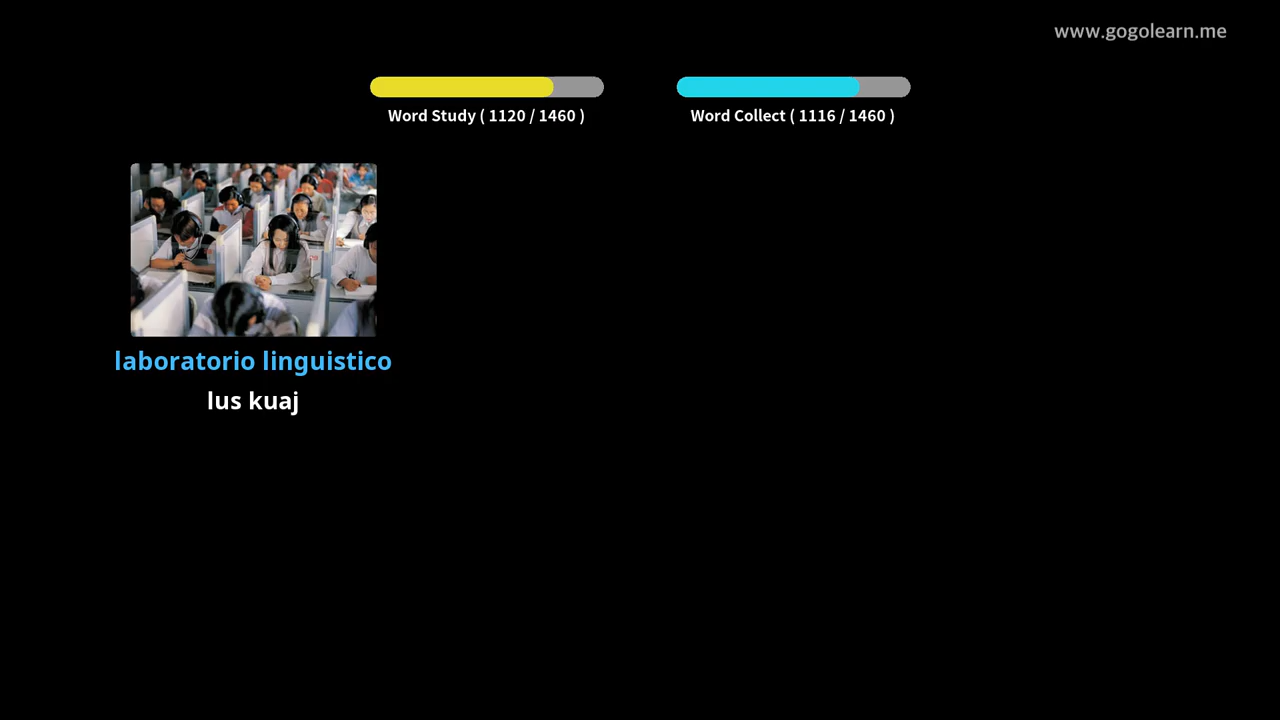 www.gogolearn.me
Word Study ( 1120 / 1460 )
Word Collect ( 1116 / 1460 )
laboratorio linguistico
lus kuaj